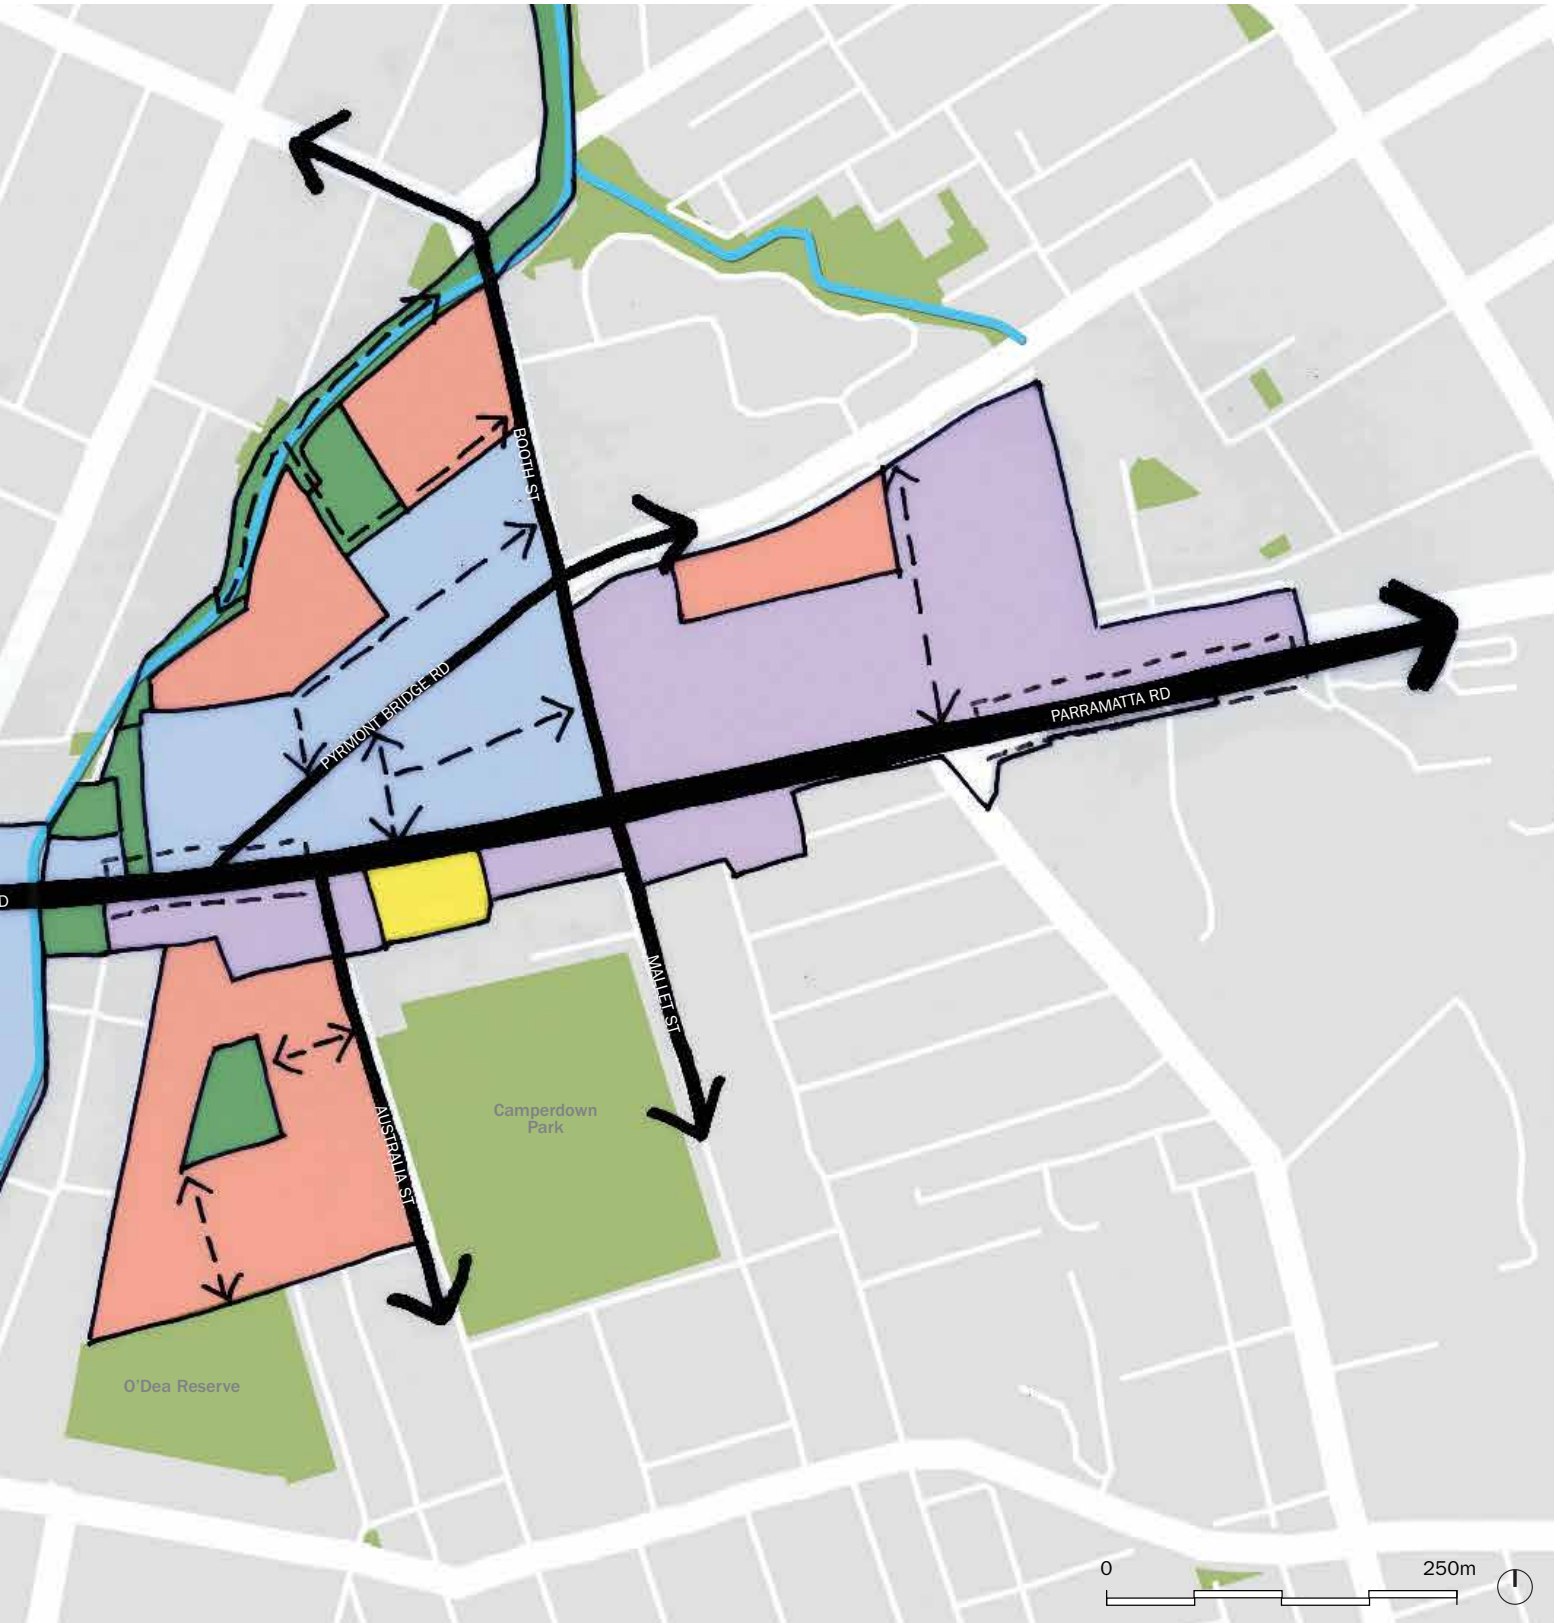 BOOTH ST
PYRMONT BRIDGE RD
PARRAMATTA RD
D
MALLET ST
Camperdown
Park
AUSTRALIA ST
O'Dea Reserve
0 250m